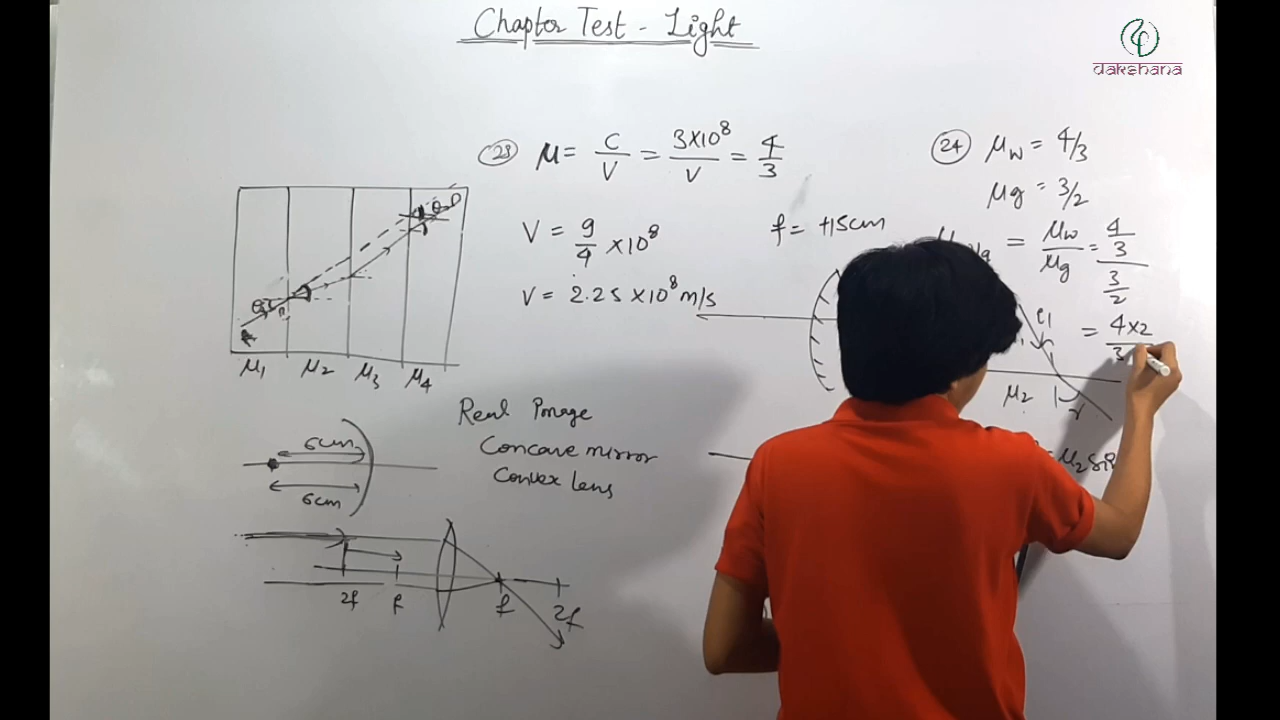 Chapter Test - Light
dakshana
(23) μ = C/V = 3×10⁸/V = 4/3
V = 9/4 ×10⁸
V = 2.25 ×10⁸ m/s
(24) μw = 4/3
μg = 3/2
= μw/μg = 4/3 / 3/2
= 4×2 / 3
f = +15cm
μ₁ μ₂ μ₃ μ₄
6cm
6cm
Real Image
Concave mirror
Convex Lens
2f f f 2f
μ₂
r